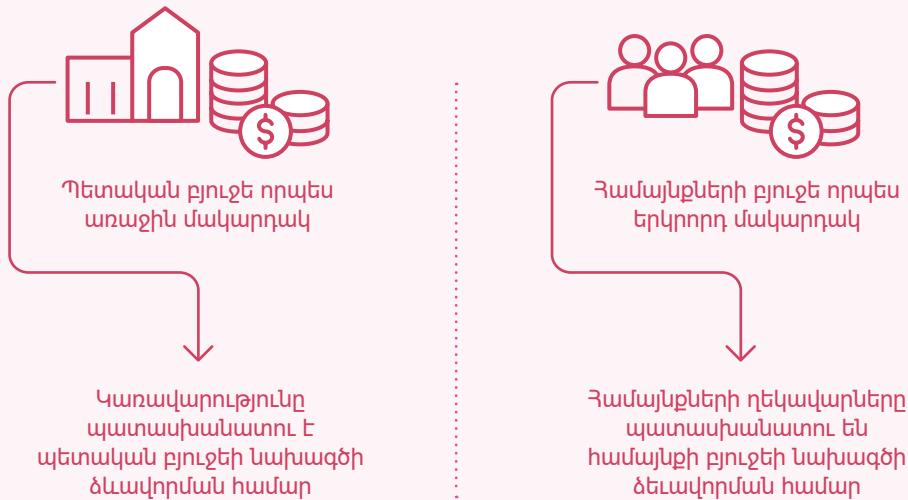 Պետական բյուջե որպես
առաջին մակարդակ
Կառավարությունը
պատասխանատու է
պետական բյուջեի նախագծի
ձևավորման համար
Համայնքների բյուջե որպես
երկրորդ մակարդակ
Համայնքների ղեկավարները
պատասխանատու են
համայնքի բյուջեի նախագծի
ձեւավորման համար